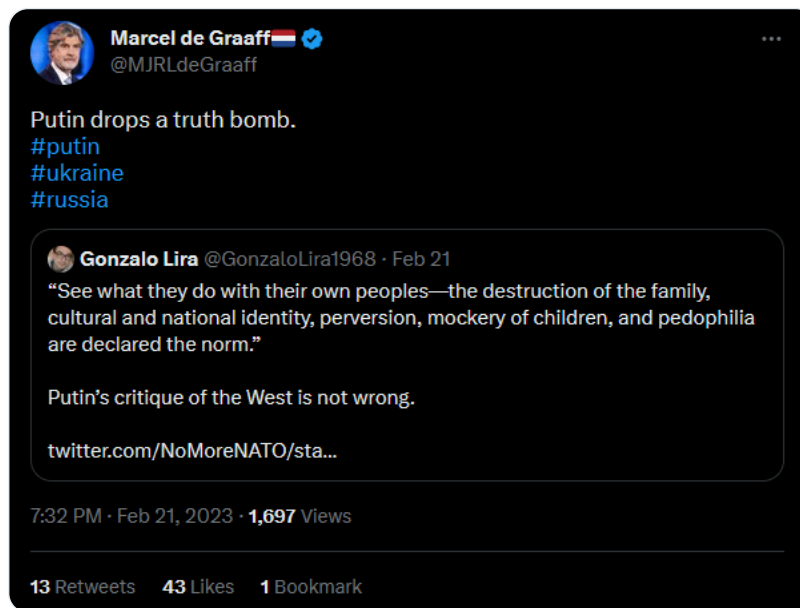 Marcel de Graaff🇳🇱
@MJRLdeGraaff
Putin drops a truth bomb.
#putin
#ukraine
#russia
Gonzalo Lira @GonzaloLira1968 · Feb 21
“See what they do with their own peoples—the destruction of the family,
cultural and national identity, perversion, mockery of children, and pedophilia
are declared the norm.”
Putin’s critique of the West is not wrong.
twitter.com/NoMoreNATO/sta...
7:32 PM · Feb 21, 2023 · 1,697 Views
13 Retweets 43 Likes 1 Bookmark